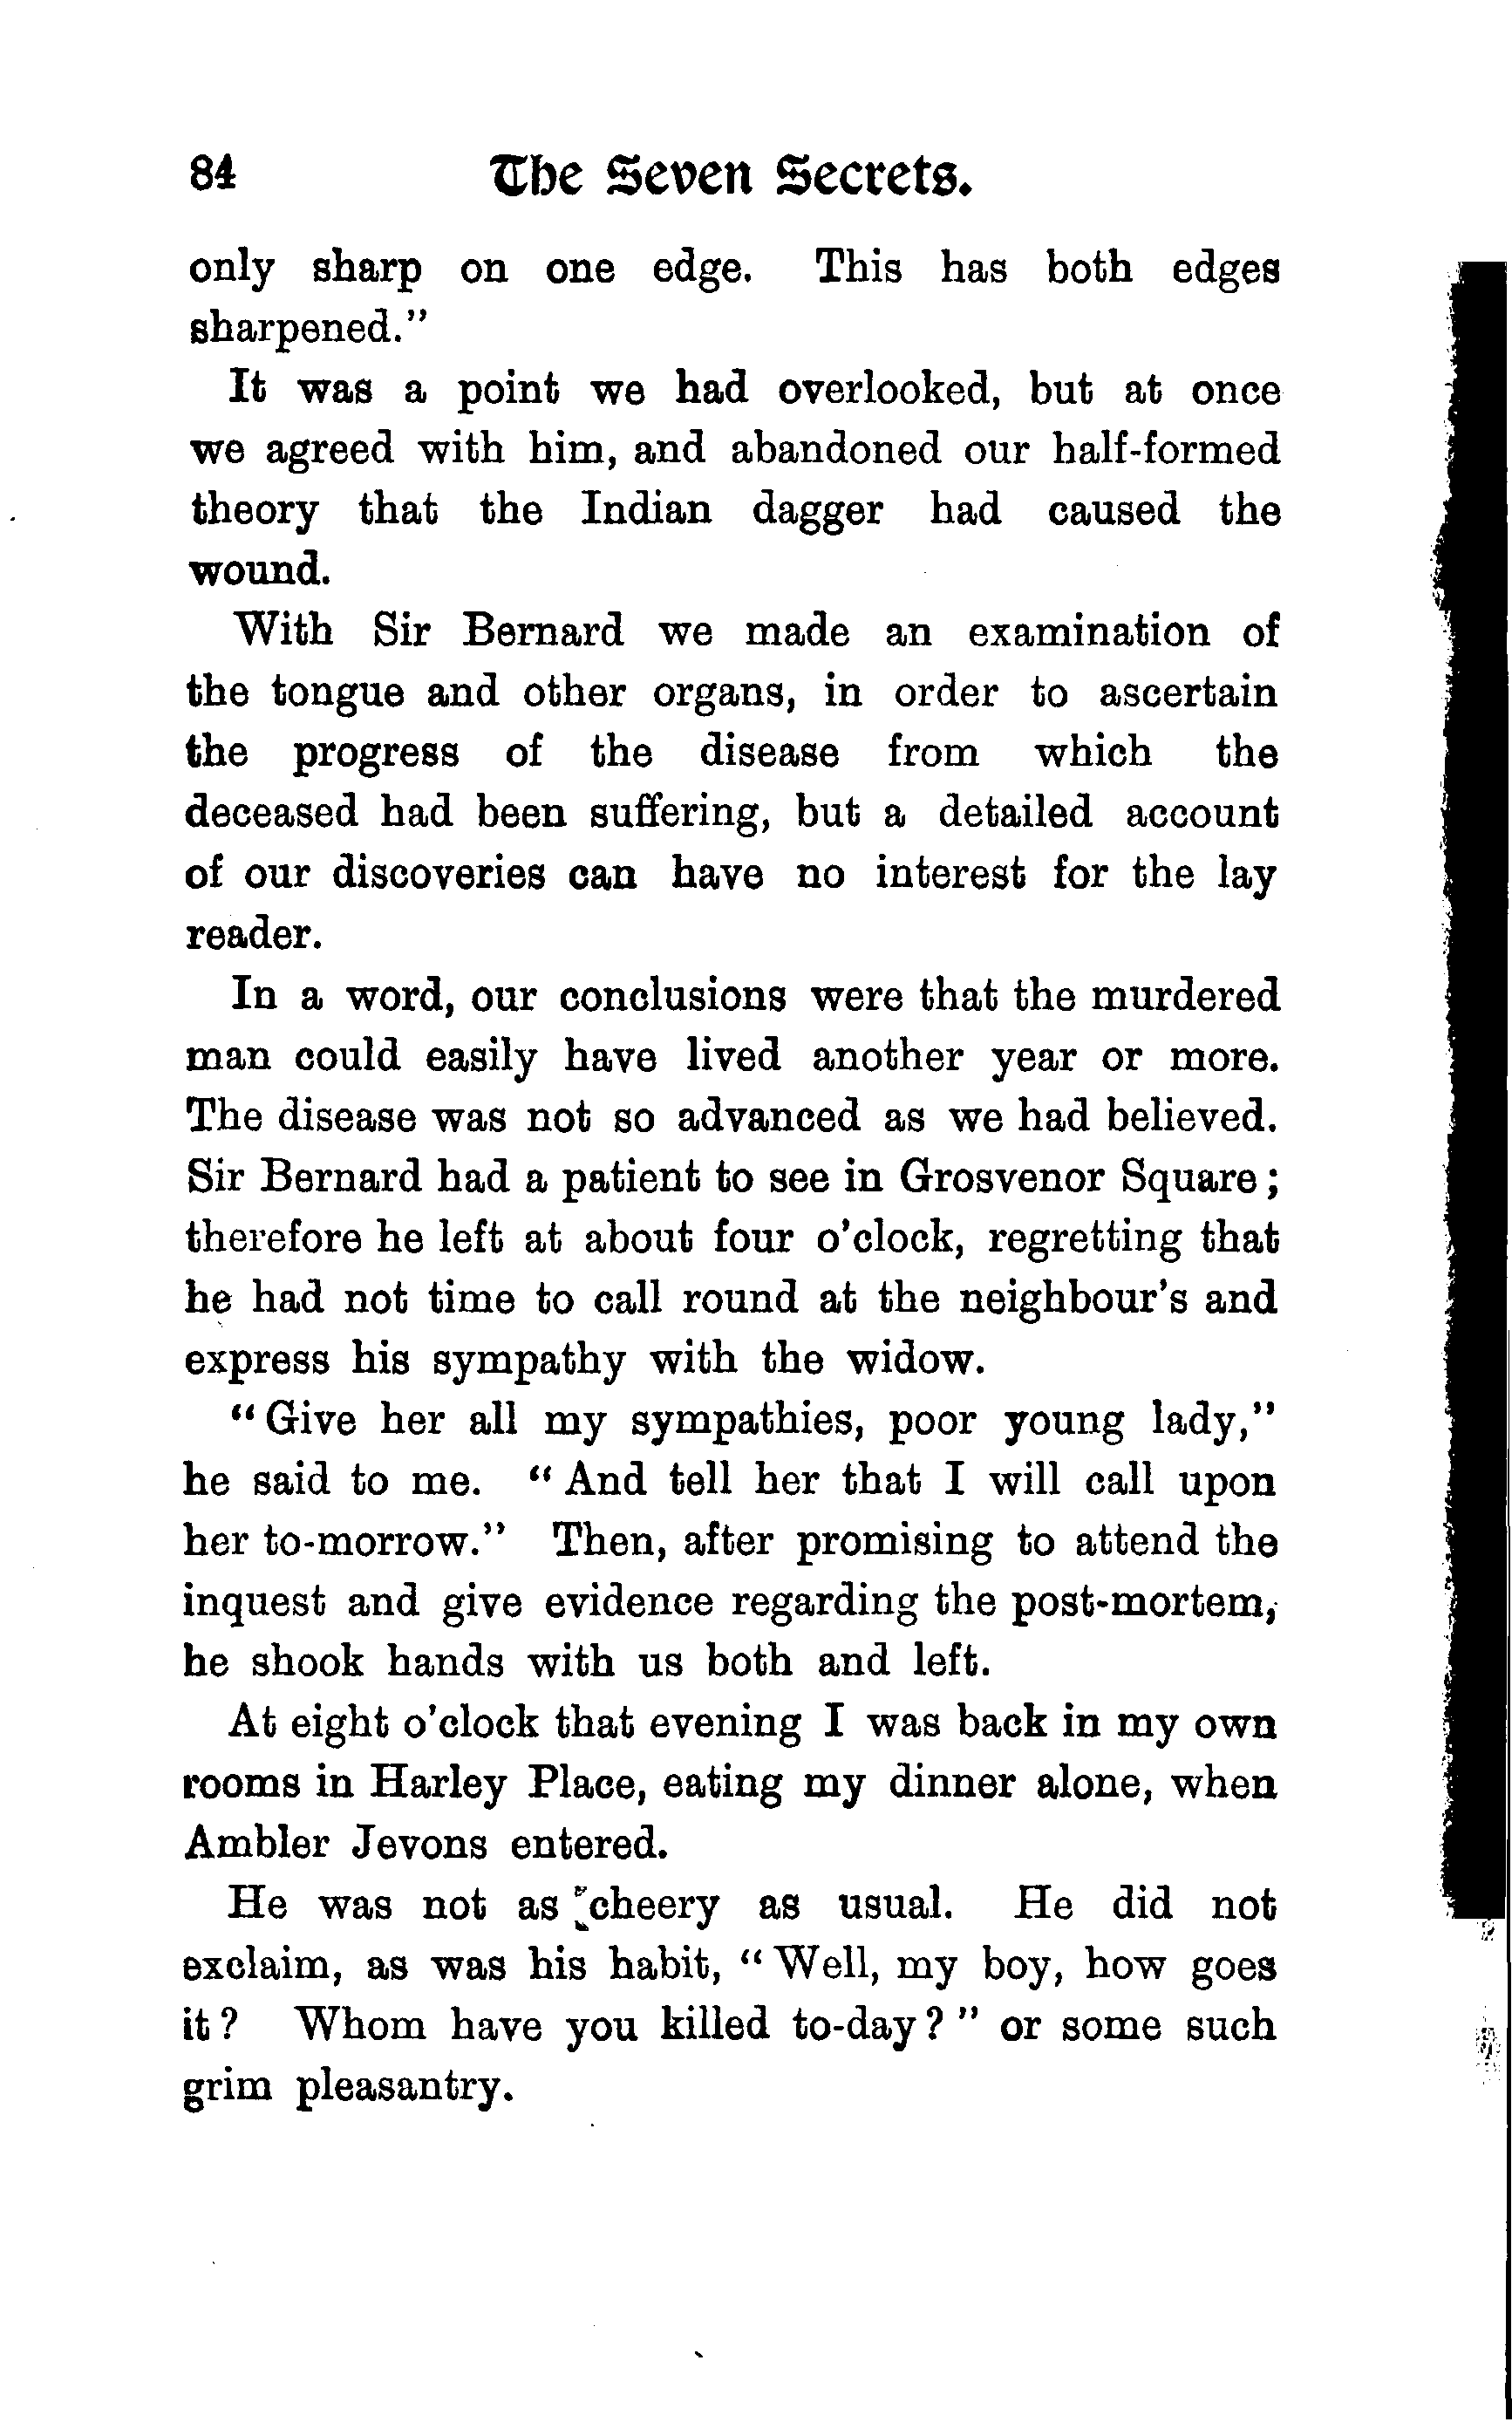 84 The Seven Secrets.
only sharp on one edge. This has both edges
sharpened."
It was a point we had overlooked, but at once
we agreed with him, and abandoned our half-formed
theory that the Indian dagger had caused the
wound.
With Sir Bernard we made an examination of
the tongue and other organs, in order to ascertain
the progress of the disease from which the
deceased had been suffering, but a detailed account
of our discoveries can have no interest for the lay
reader.
In a word, our conclusions were that the murdered
man could easily have lived another year or more.
The disease was not so advanced as we had believed.
Sir Bernard had a patient to see in Grosvenor Square;
therefore he left at about four o'clock, regretting that
he had not time to call round at the neighbour's and
express his sympathy with the widow.
"Give her all my sympathies, poor young lady,"
he said to me. "And tell her that I will call upon
her to-morrow." Then, after promising to attend the
inquest and give evidence regarding the post-mortem,
he shook hands with us both and left.
At eight o'clock that evening I was back in my own
rooms in Harley Place, eating my dinner alone, when
Ambler Jevons entered.
He was not as cheery as usual. He did not
exclaim, as was his habit, "Well, my boy, how goes
it? Whom have you killed to-day?" or some such
grim pleasantry.